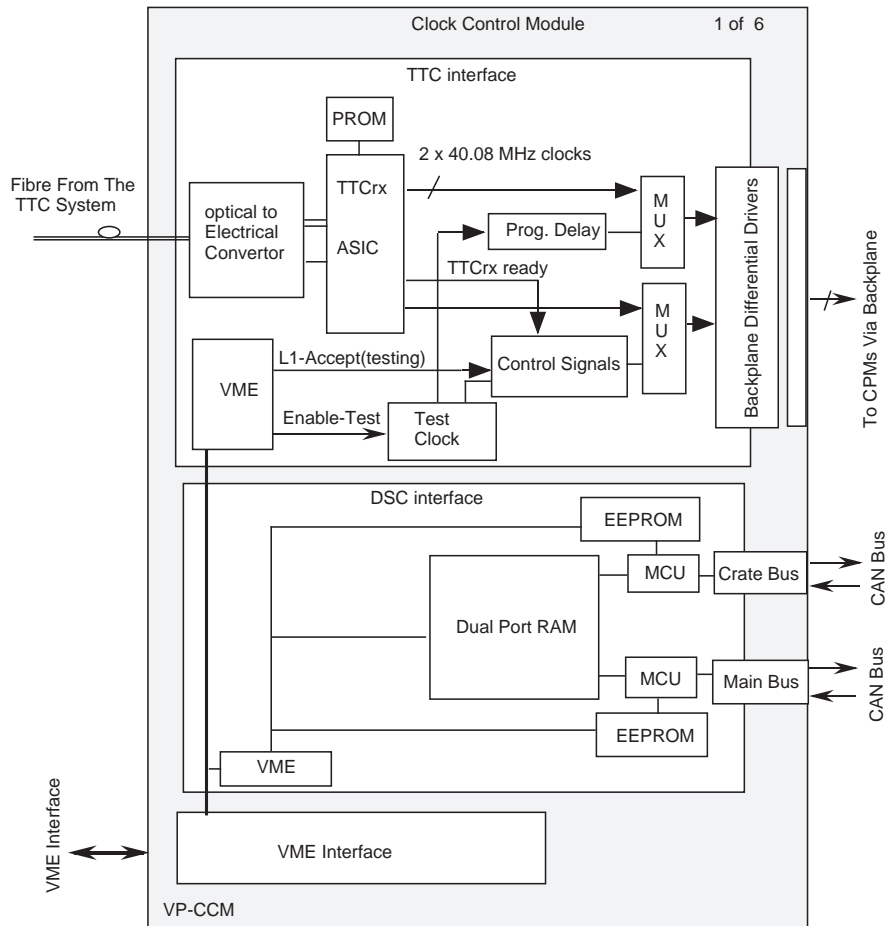 Clock Control Module
1 of 6
TTC interface
PROM
2 x 40.08 MHz clocks
Fibre From The
TTC System
optical to
Electrical
Convertor
TTCrx
ASIC
M
U
X
Prog. Delay
TTCrx ready
M
U
X
Backplane Differential Drivers
To CPMs Via Backplane
L1-Accept(testing)
Control Signals
VME
Enable-Test
Test
Clock
DSC interface
EEPROM
MCU
Crate Bus
CAN Bus
Dual Port RAM
MCU
Main Bus
CAN Bus
EEPROM
VME
VME Interface
VME Interface
VP-CCM